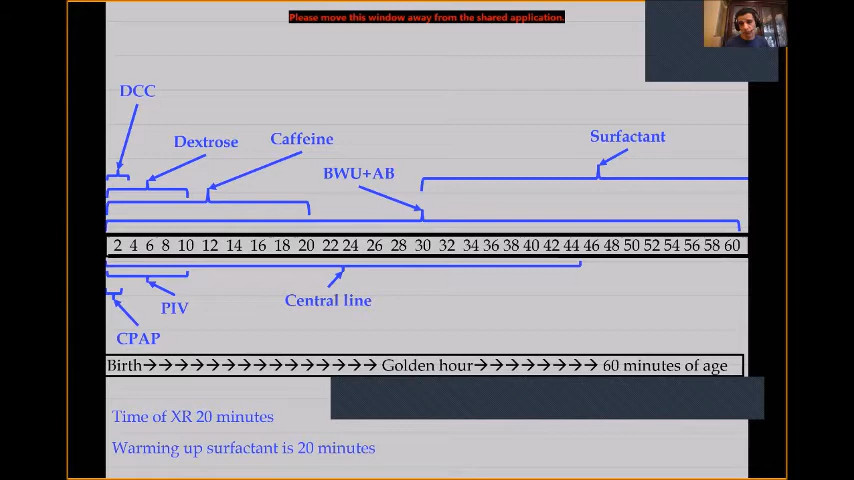 Please move this window away from the shared application.
DCC
Dextrose
Caffeine
Surfactant
BWU+AB
2 4 6 8 10 12 14 16 18 20 22 24 26 28 30 32 34 36 38 40 42 44 46 48 50 52 54 56 58 60
Central line
PIV
CPAP
Birth→→→→→→→→→→→→→→→ Golden hour→→→→→→→→ 60 minutes of age
Time of XR 20 minutes
Warming up surfactant is 20 minutes